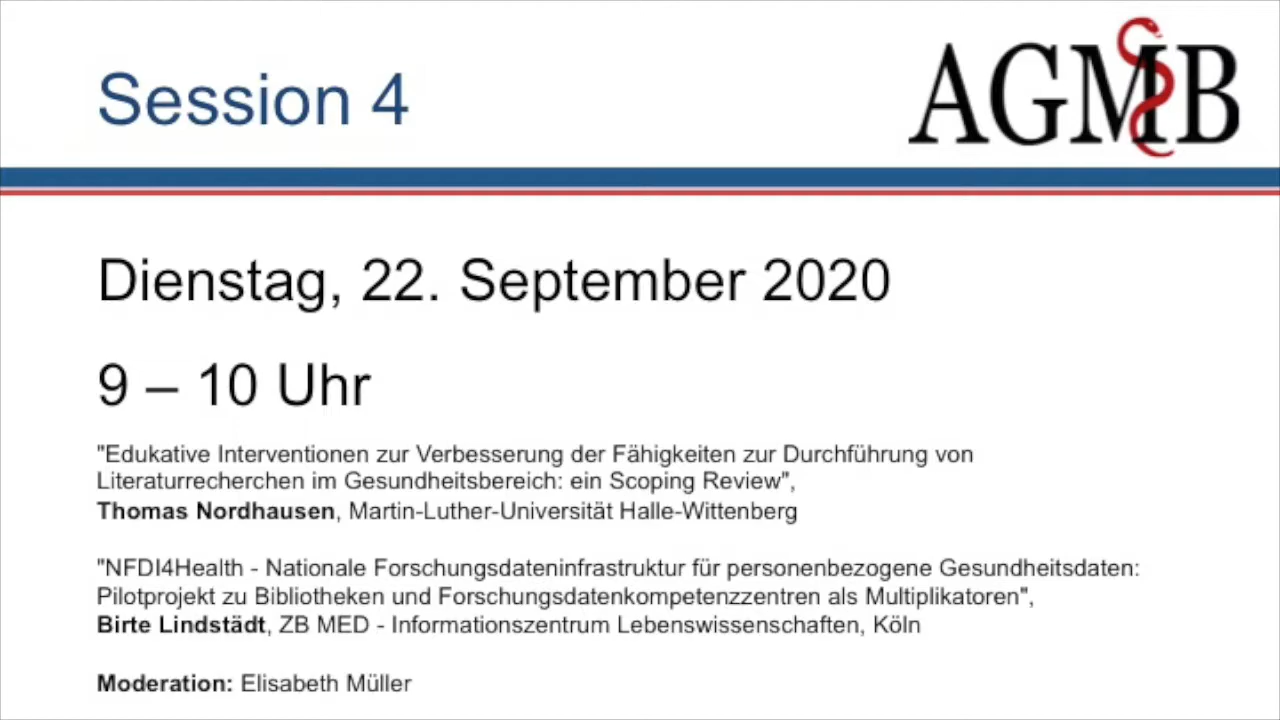 Session 4
AGMB
Dienstag, 22. September 2020
9 – 10 Uhr
"Edukative Interventionen zur Verbesserung der Fähigkeiten zur Durchführung von
Literaturrecherchen im Gesundheitsbereich: ein Scoping Review",
Thomas Nordhausen, Martin-Luther-Universität Halle-Wittenberg
"NFDI4Health - Nationale Forschungsdateninfrastruktur für personenbezogene Gesundheitsdaten:
Pilotprojekt zu Bibliotheken und Forschungsdatenkompetenzzentren als Multiplikatoren",
Birte Lindstädt, ZB MED - Informationszentrum Lebenswissenschaften, Köln
Moderation: Elisabeth Müller